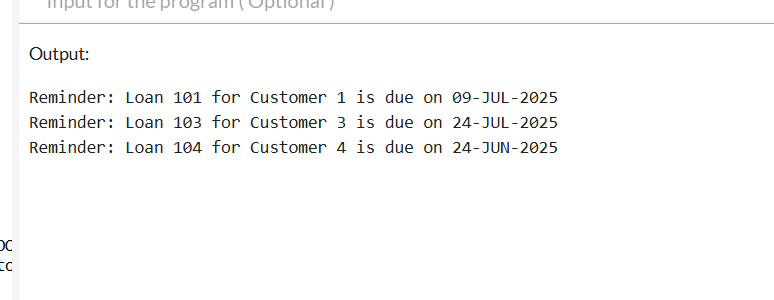 Input for the program ( Optional )
Output:
Reminder: Loan 101 for Customer 1 is due on 09-JUL-2025
Reminder: Loan 103 for Customer 3 is due on 24-JUL-2025
Reminder: Loan 104 for Customer 4 is due on 24-JUN-2025